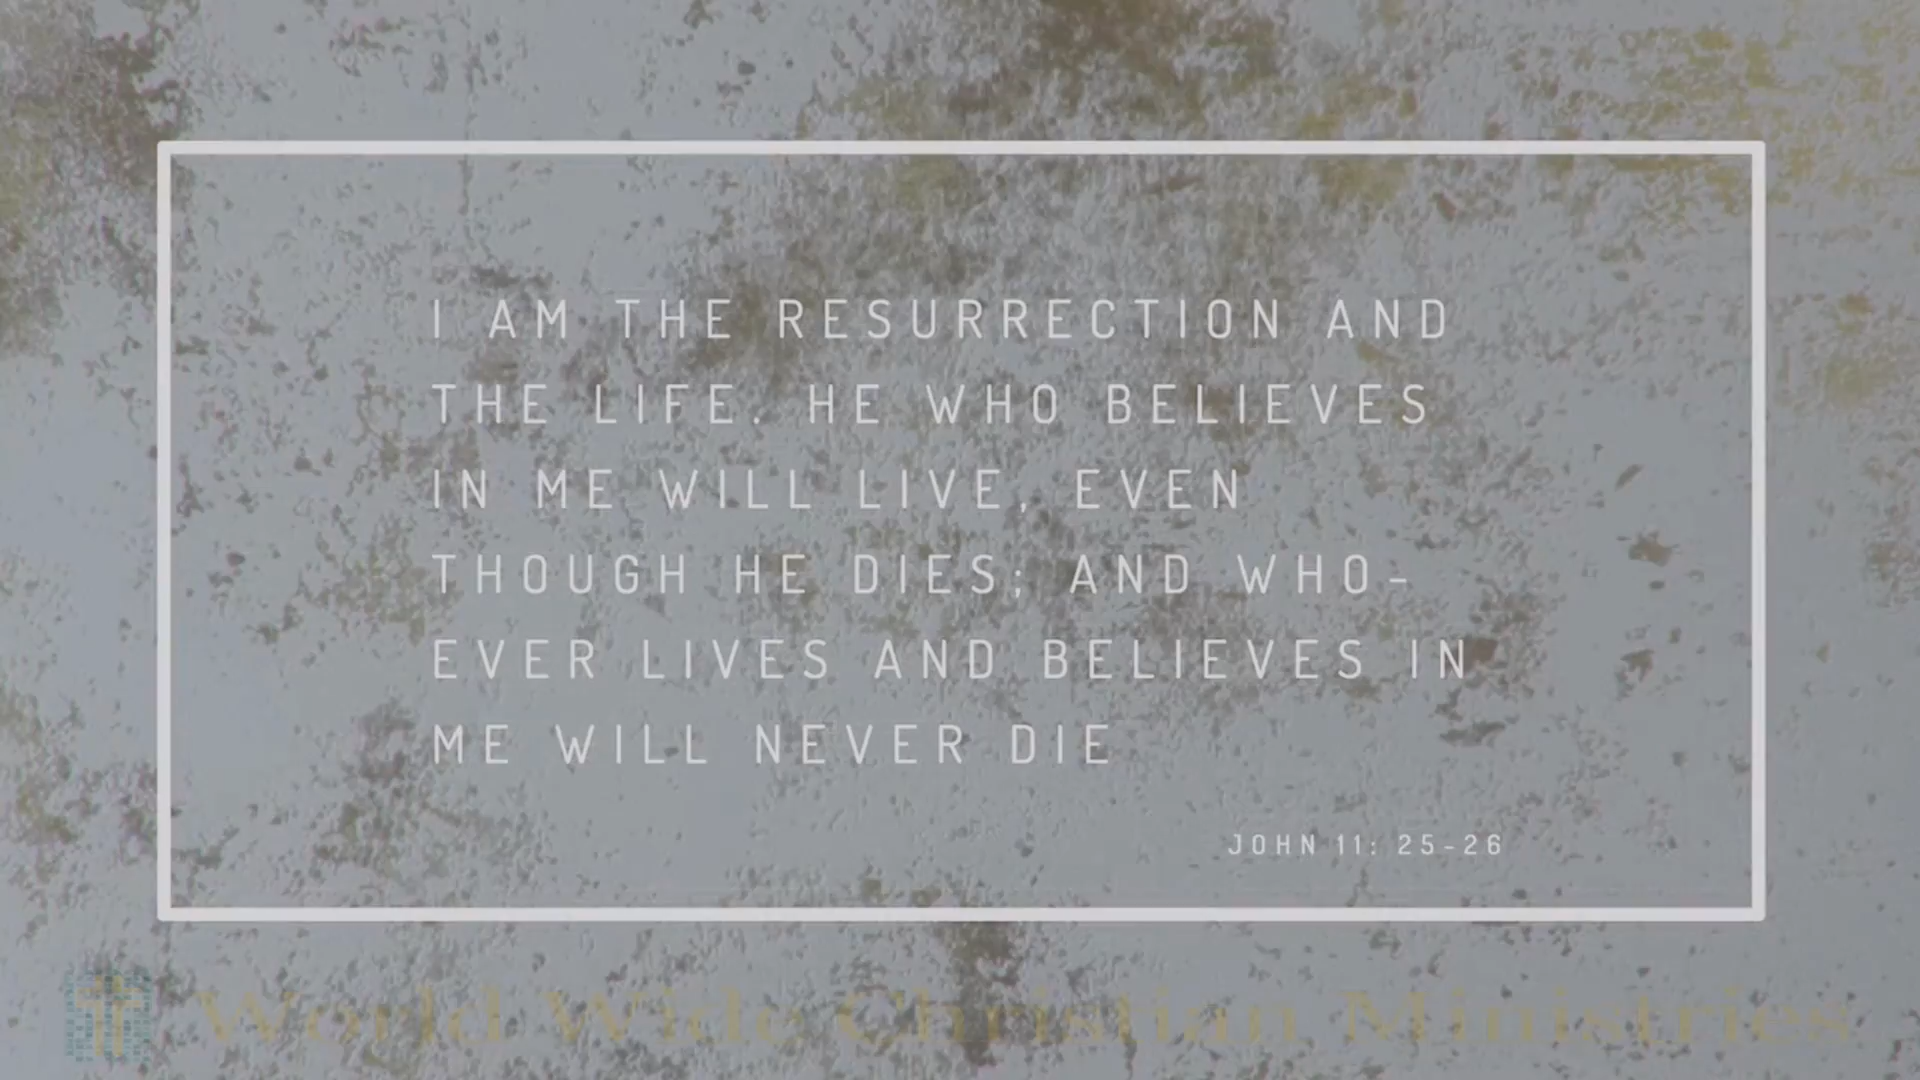 I AM THE RESURRECTION AND
THE LIFE. HE WHO BELIEVES
IN ME WILL LIVE, EVEN
THOUGH HE DIES; AND WHO-
EVER LIVES AND BELIEVES IN
ME WILL NEVER DIE
JOHN 11: 25-26
World Wide Christian Ministries